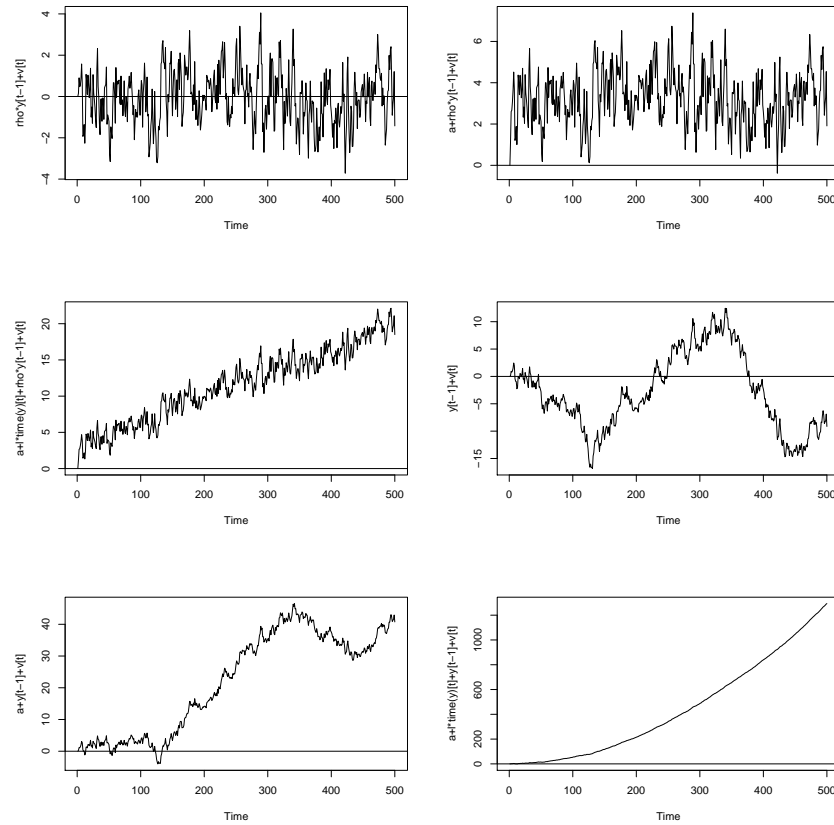 rho*y[t−1]+v[t]
−4 −2 0 2 4
0 100 200 300 400 500
Time
a+rho*y[t−1]+v[t]
0 2 4 6
0 100 200 300 400 500
Time
a+l*time(y)[t]+rho*y[t−1]+v[t]
0 5 10 15 20
0 100 200 300 400 500
Time
y[t−1]+v[t]
−15 −5 0 5 10
0 100 200 300 400 500
Time
a+y[t−1]+v[t]
0 10 20 30 40
0 100 200 300 400 500
Time
a+l*time(y)[t]+y[t−1]+v[t]
0 200 600 1000
0 100 200 300 400 500
Time